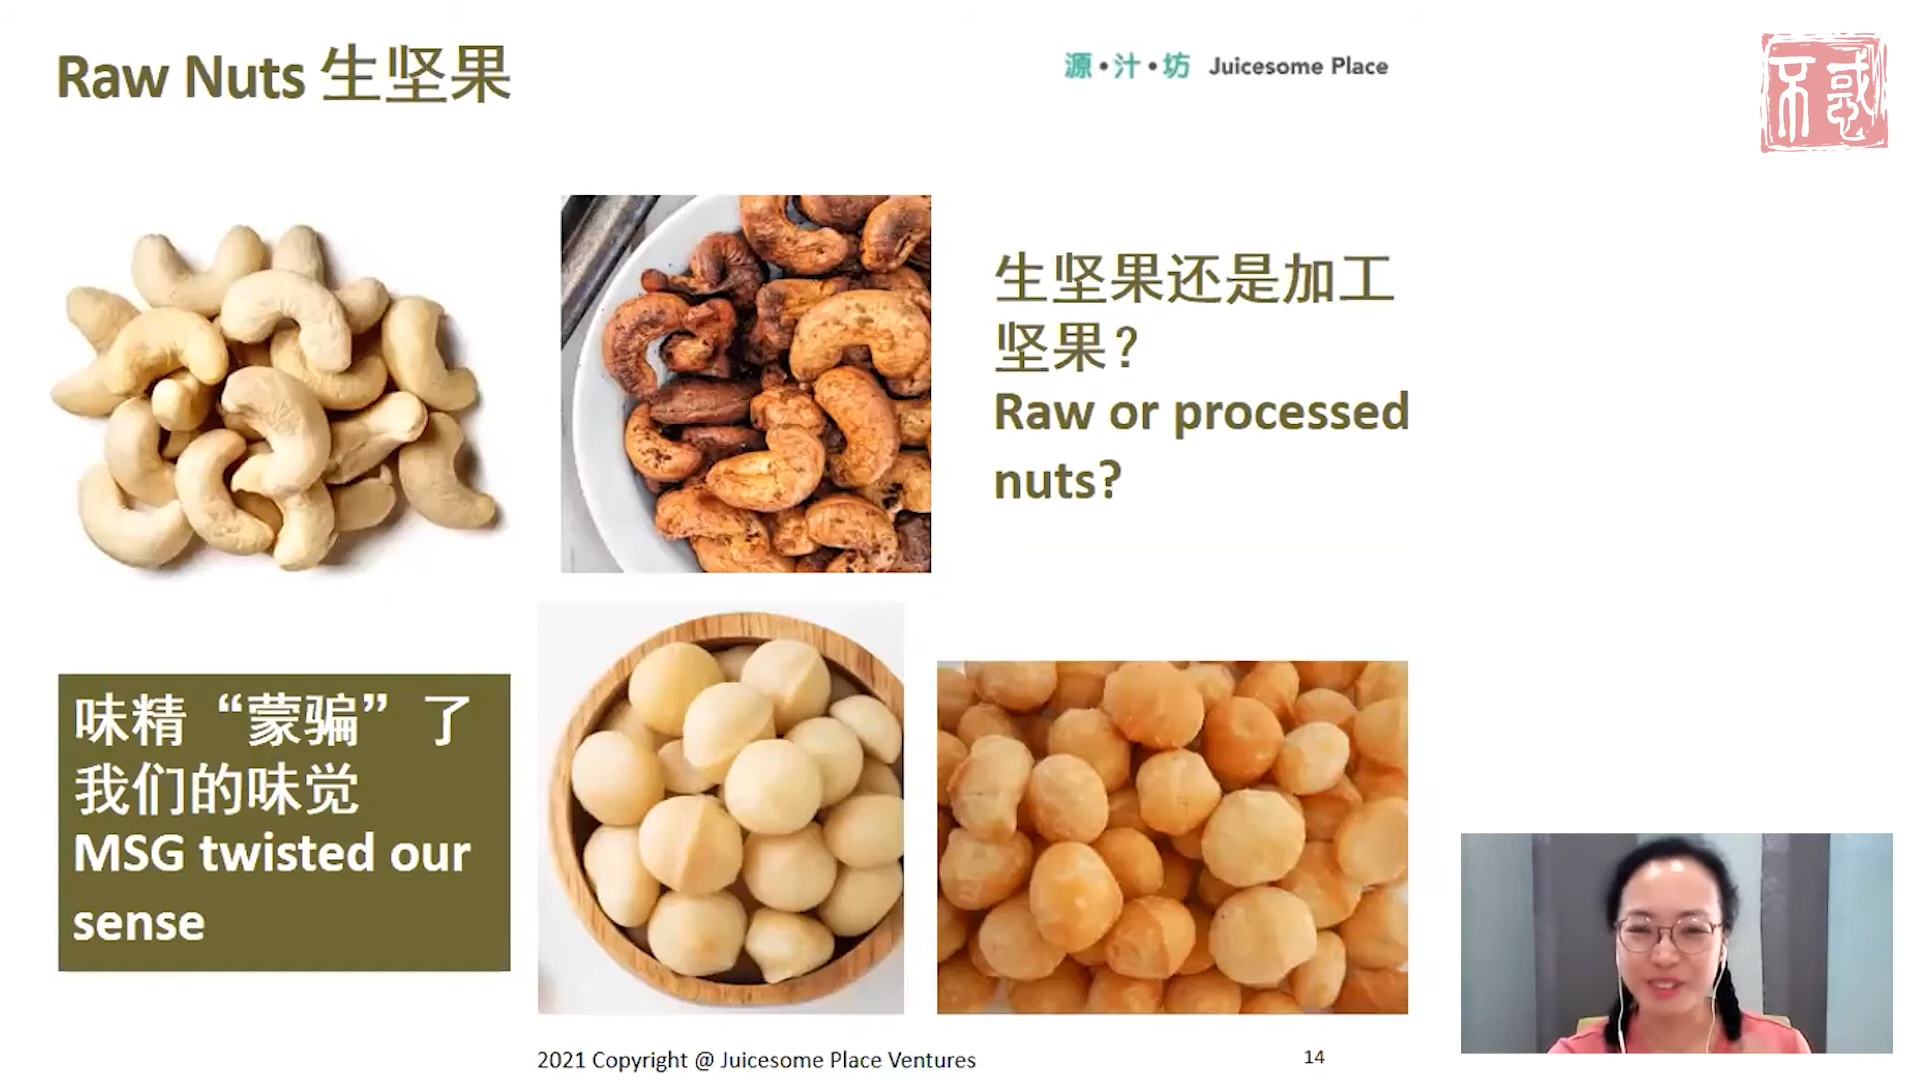 Raw Nuts 生坚果
源•汁•坊 Juicesome Place
不惑
生坚果还是加工
坚果?
Raw or processed
nuts?
味精“蒙骗”了
我们的味觉
MSG twisted our
sense
2021 Copyright @ Juicesome Place Ventures
14